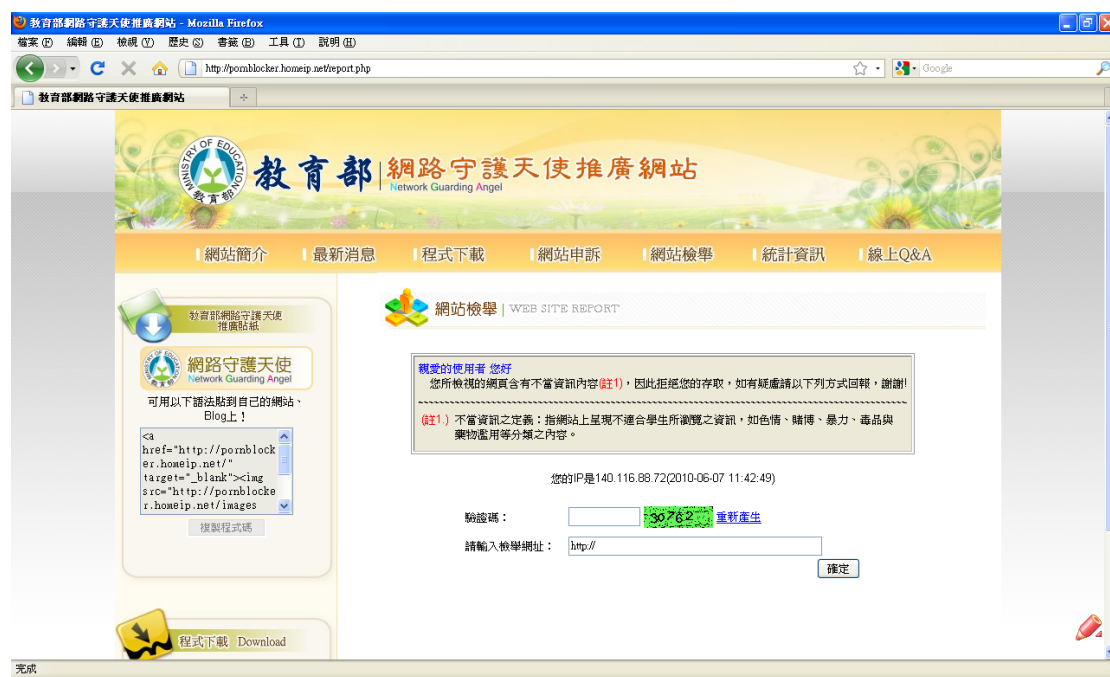 教育部網路守護天使推廣網站 - Mozilla Firefox
檔案(F) 編輯(E) 檢視(V) 歷史(S) 書籤(B) 工具(T) 說明(H)
http://pornblocker.homeip.net/report.php
Google
教育部網路守護天使推廣網站
MINISTRY OF EDUCATION
教育部
教育部 網路守護天使推廣網站
Network Guarding Angel
網站簡介 最新消息 程式下載 網站申訴 網站檢舉 統計資訊 線上Q&A
教育部網路守護天使
推廣貼紙
網路守護天使
Network Guarding Angel
可用以下語法貼到自己的網站、
Blog上！
<a
href="http://pornblock
er.homeip.net/"
target="_blank"><img
src="http://pornblocke
r.homeip.net/images
複製程式碼
程式下載 Download
網站檢舉 | WEB SITE REPORT
親愛的使用者 您好
您所檢視的網頁含有不當資訊內容(註1)，因此拒絕您的存取，如有疑慮請以下列方式回報，謝謝!
(註1.) 不當資訊之定義：指網站上呈現不適合學生所瀏覽之資訊，如色情、賭博、暴力、毒品與
藥物濫用等分類之內容。
您的IP是140.116.88.72(2010-06-07 11:42:49)
驗證碼： 30762 重新產生
請輸入檢舉網址： http://
確定
完成